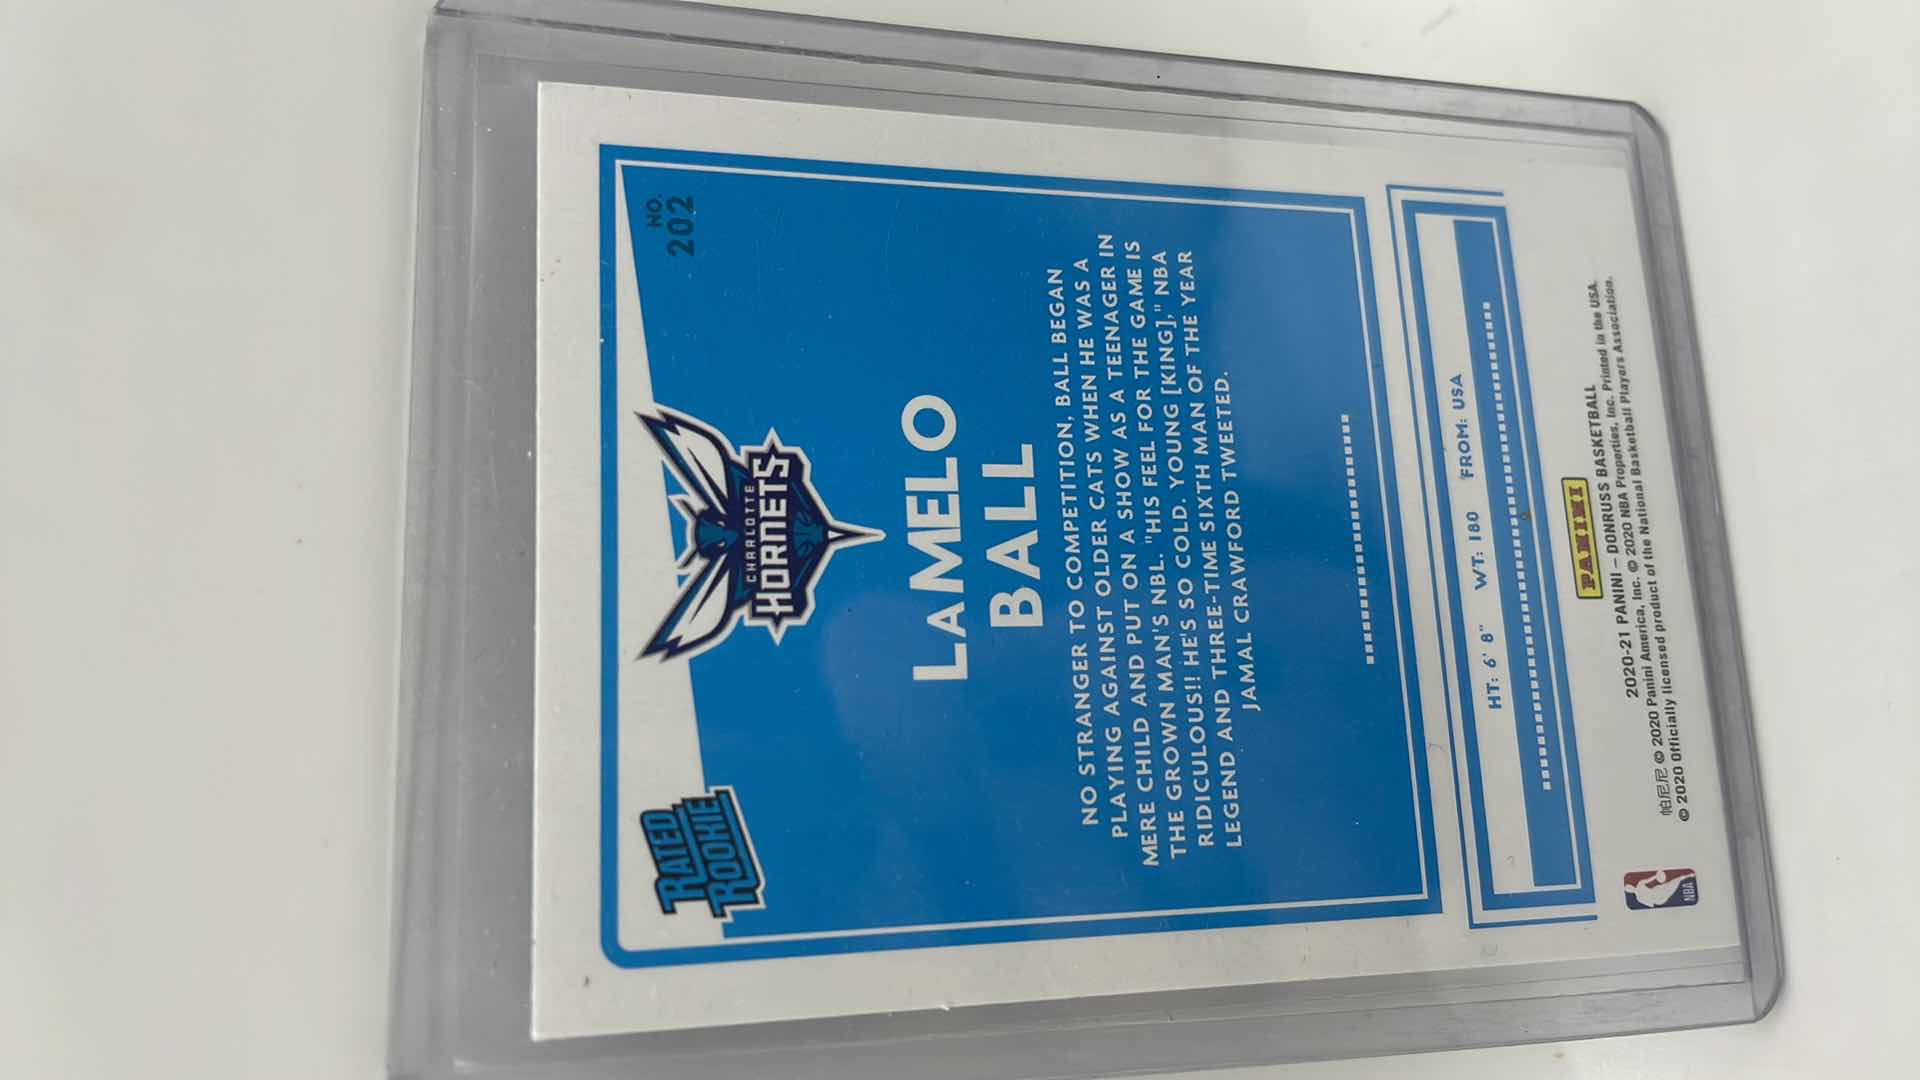 RATED
ROOKIE
NO.
202
CHARLOTTE
HORNETS
LAMELO
BALL
NO STRANGER TO COMPETITION, BALL BEGAN
PLAYING AGAINST OLDER CATS WHEN HE WAS A
MERE CHILD AND PUT ON A SHOW AS A TEENAGER IN
THE GROWN MAN'S NBL. "HIS FEEL FOR THE GAME IS
RIDICULOUS!! HE'S SO COLD. YOUNG [KING]," NBA
LEGEND AND THREE-TIME SIXTH MAN OF THE YEAR
JAMAL CRAWFORD TWEETED.
HT: 6' 8" WT: 180 FROM: USA
PANINI
2020-21 PANINI – DONRUSS BASKETBALL
帕尼尼 © 2020 Panini America, Inc. © 2020 NBA Properties, Inc. Printed in the USA.
© 2020 Officially licensed product of the National Basketball Players Association.
NBA